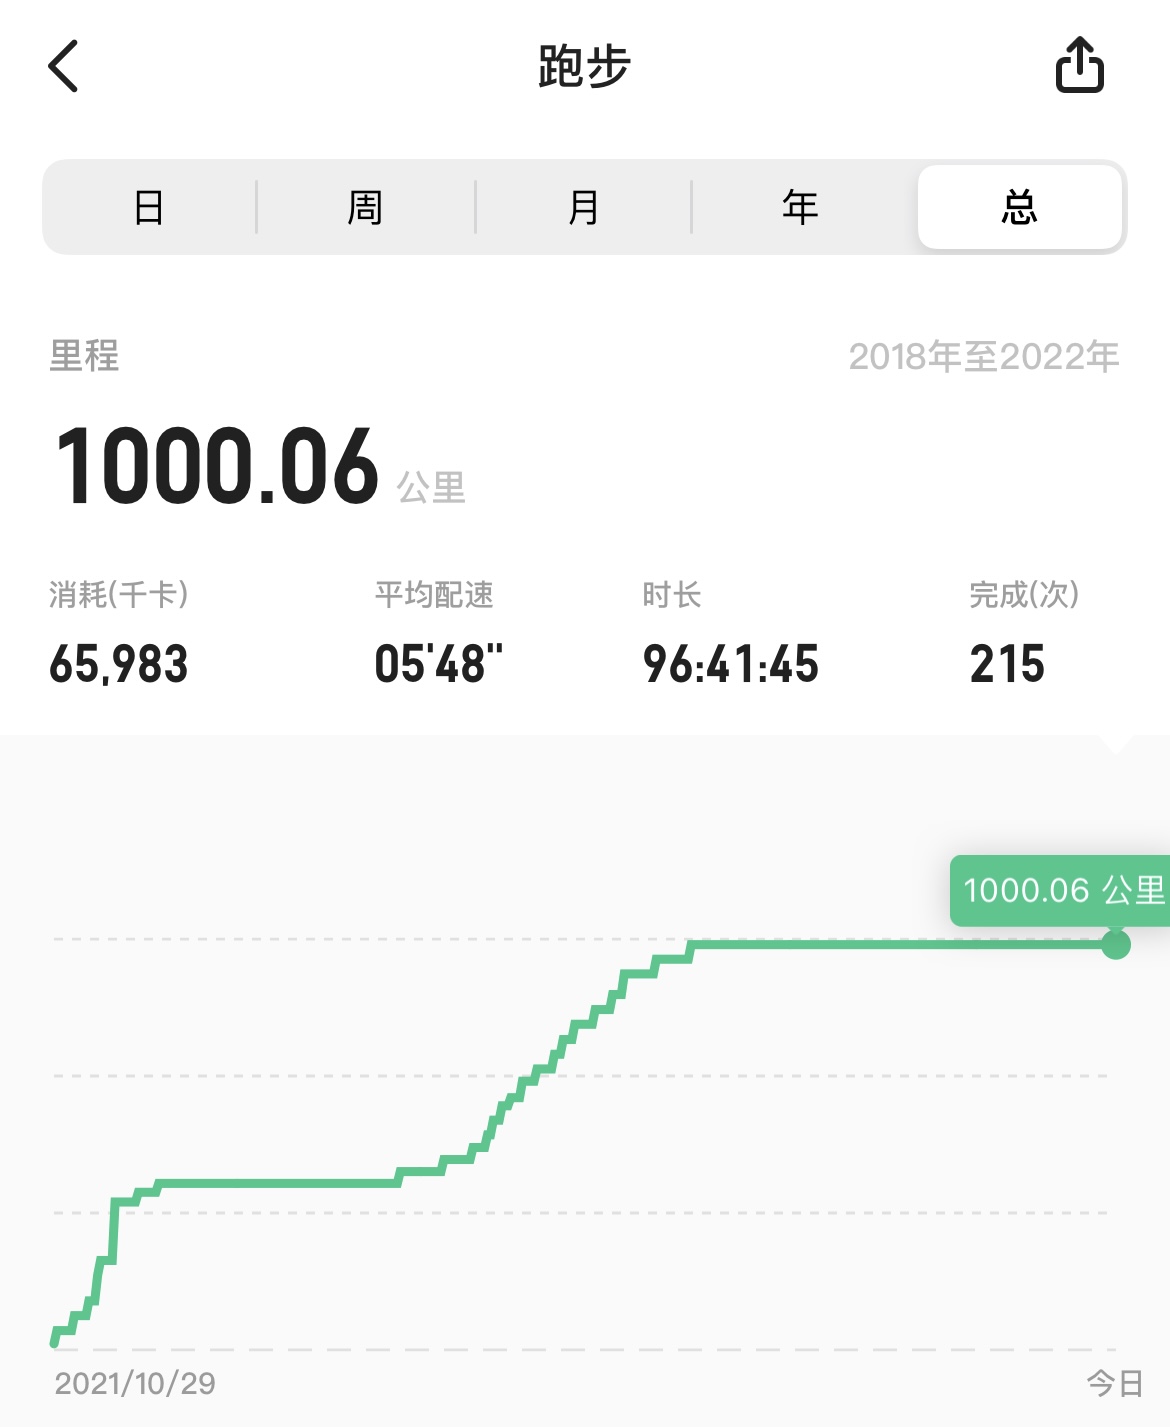 跑步
日 周 月 年 总
里程 2018年至2022年
1000.06 公里
消耗(千卡) 平均配速 时长 完成(次)
65,983 05'48" 96:41:45 215
1000.06 公里
2021/10/29 今日